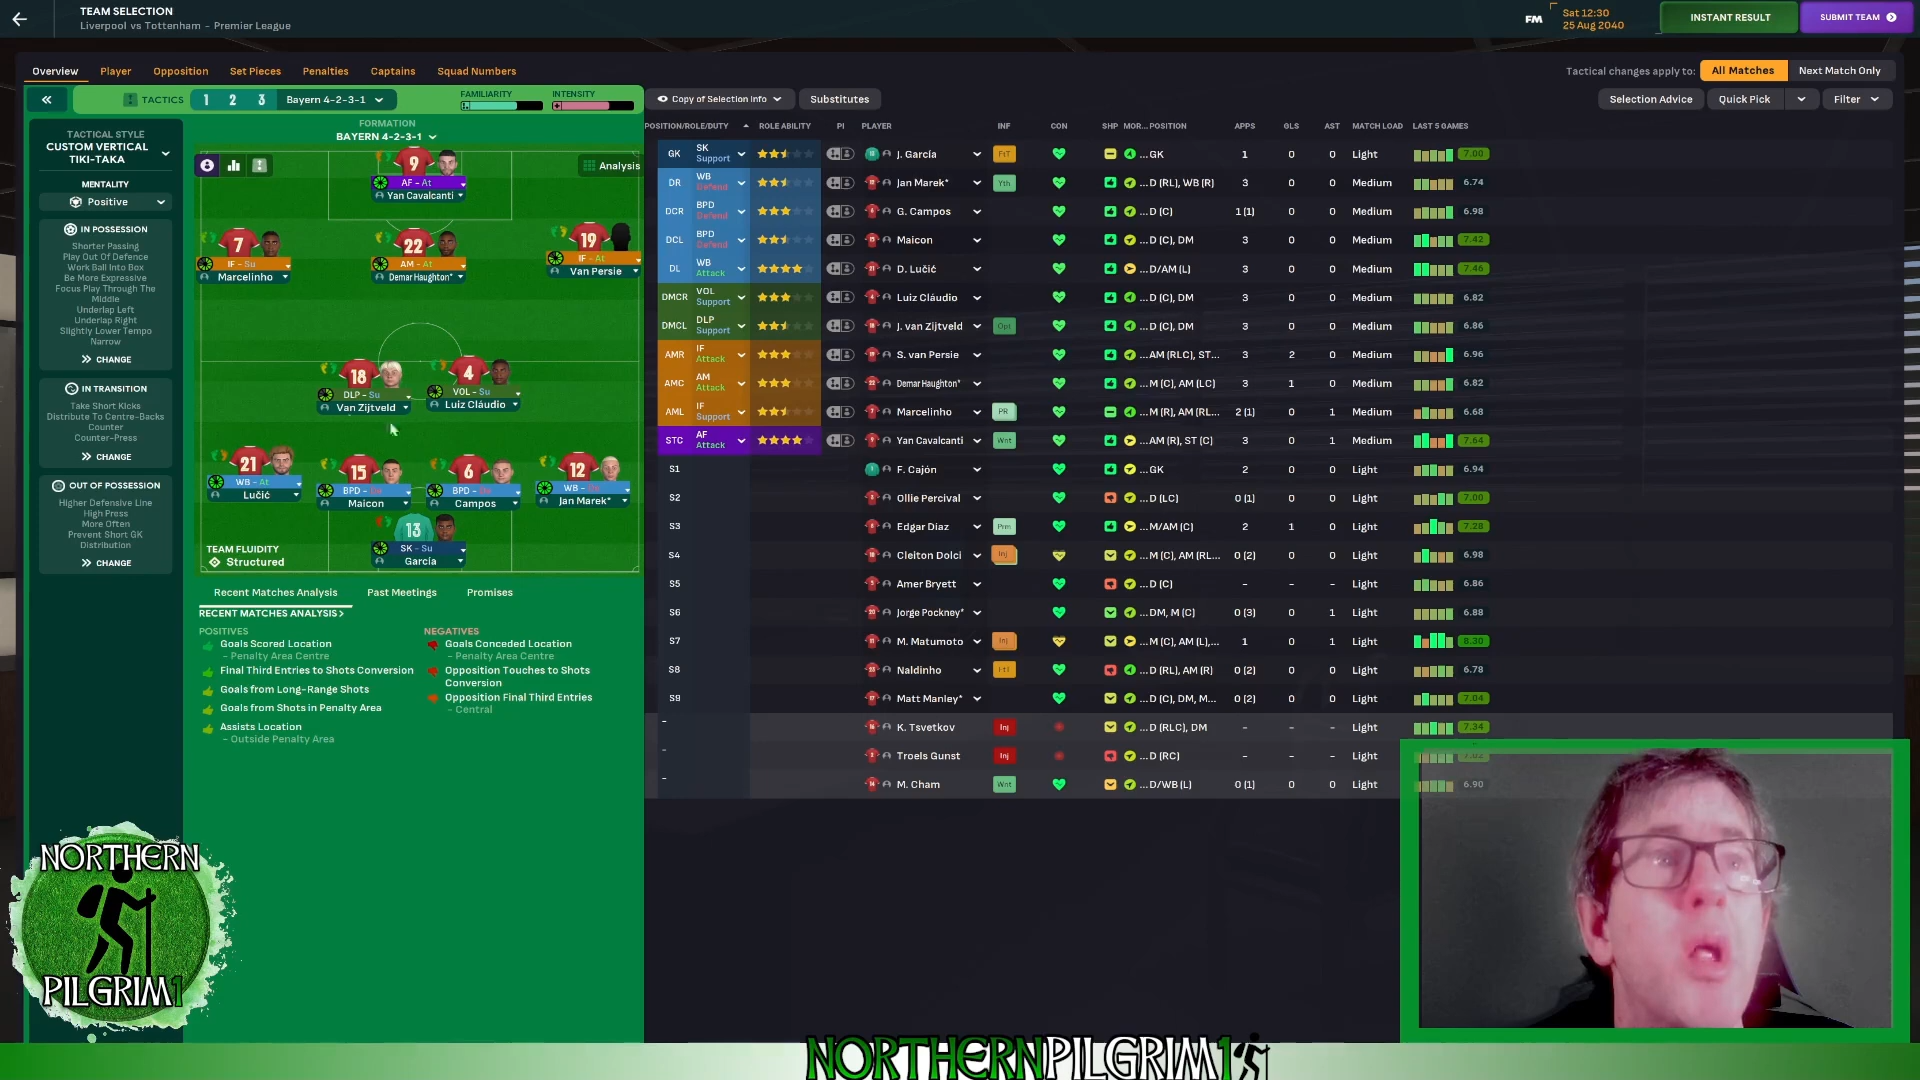 TEAM SELECTION
Liverpool vs Tottenham - Premier League
FM
Sat 12:30
25 Aug 2040
INSTANT RESULT
SUBMIT TEAM
Overview Player Opposition Set Pieces Penalties Captains Squad Numbers
Tactical changes apply to: All Matches Next Match Only
TACTICS 1 2 3 Bayern 4-2-3-1
FAMILIARITY INTENSITY
Copy of Selection Info Substitutes
Selection Advice Quick Pick Filter
TACTICAL STYLE
CUSTOM VERTICAL
TIKI-TAKA
MENTALITY
Positive
IN POSSESSION
Shorter Passing
Play Out Of Defence
Work Ball Into Box
Be More Expressive
Focus Play Through The
Middle
Underlap Left
Underlap Right
Slightly Lower Tempo
Narrow
CHANGE
IN TRANSITION
Take Short Kicks
Distribute To Centre-Backs
Counter
Counter-Press
CHANGE
OUT OF POSSESSION
Higher Defensive Line
High Press
More Often
Prevent Short GK
Distribution
CHANGE
FORMATION
BAYERN 4-2-3-1
Analysis
9
AF - At
Yan Cavalcanti
7 22 19
IF - Su AM - At IF - At
Marcelinho Demar Haughton* Van Persie
18 4
DLP - Su VOL - Su
Van Zijtveld Luiz Cláudio
21 15 6 12
WB - At BPD - De BPD - De WB - De
Lučić Maicon Campos Jan Marek*
13
SK - Su
García
TEAM FLUIDITY
Structured
Recent Matches Analysis Past Meetings Promises
RECENT MATCHES ANALYSIS>
POSITIVES
Goals Scored Location
- Penalty Area Centre
Final Third Entries to Shots Conversion
Goals from Long-Range Shots
Goals from Shots in Penalty Area
Assists Location
- Outside Penalty Area
NEGATIVES
Goals Conceded Location
- Penalty Area Centre
Opposition Touches to Shots
Conversion
Opposition Final Third Entries
- Central
POSITION/ROLE/DUTY ROLE ABILITY PI PLAYER INF CON SHP MOR... POSITION APPS GLS AST MATCH LOAD LAST 5 GAMES
GK SK Support J. García FIT ...GK 1 0 0 Light 7.00
DR WB Defend Jan Marek* Yth ...D (RL), WB (R) 3 0 0 Medium 6.74
DCR BPD Defend G. Campos ...D (C) 1 (1) 0 0 Medium 6.98
DCL BPD Defend Maicon ...D (C), DM 3 0 0 Medium 7.42
DL WB Attack D. Lučić ...D/AM (L) 3 0 0 Medium 7.46
DMCR VOL Support Luiz Cláudio ...D (C), DM 3 0 0 Medium 6.82
DMCL DLP Support J. van Zijtveld Opt ...D (C), DM 3 0 0 Medium 6.86
AMR IF Attack S. van Persie ...AM (RLC), ST... 3 2 0 Medium 6.96
AMC AM Attack Demar Haughton* ...M (C), AM (LC) 3 1 0 Medium 6.82
AML IF Support Marcelinho PR ...M (R), AM (RL... 2 (1) 0 1 Medium 6.68
STC AF Attack Yan Cavalcanti Wnt ...AM (R), ST (C) 3 0 1 Medium 7.64
S1 F. Cajón ...GK 2 0 0 Light 6.94
S2 Ollie Percival ...D (LC) 0 (1) 0 0 Light 7.00
S3 Edgar Diaz Prm ...M/AM (C) 2 1 0 Light 7.28
S4 Cleiton Dolci Inj ...M (C), AM (RL... 0 (2) 0 0 Light 6.98
S5 Amer Bryett ...D (C) - - - Light 6.86
S6 Jorge Pockney* ...DM, M (C) 0 (3) 0 1 Light 6.88
S7 M. Matumoto Inj ...M (C), AM (L),... 1 0 1 Light 8.30
S8 Naldinho FIT ...D (RL), AM (R) 0 (2) 0 0 Light 6.78
S9 Matt Manley* ...D (C), DM, M... 0 (2) 0 0 Light 7.04
- K. Tsvetkov Inj ...D (RLC), DM - - - Light 7.34
- Troels Gunst Inj ...D (RC) - - - Light 7.02
- M. Cham Wnt ...D/WB (L) 0 (1) 0 0 Light 6.90
NORTHERN
PILGRIM1
NORTHERNPILGRIM1